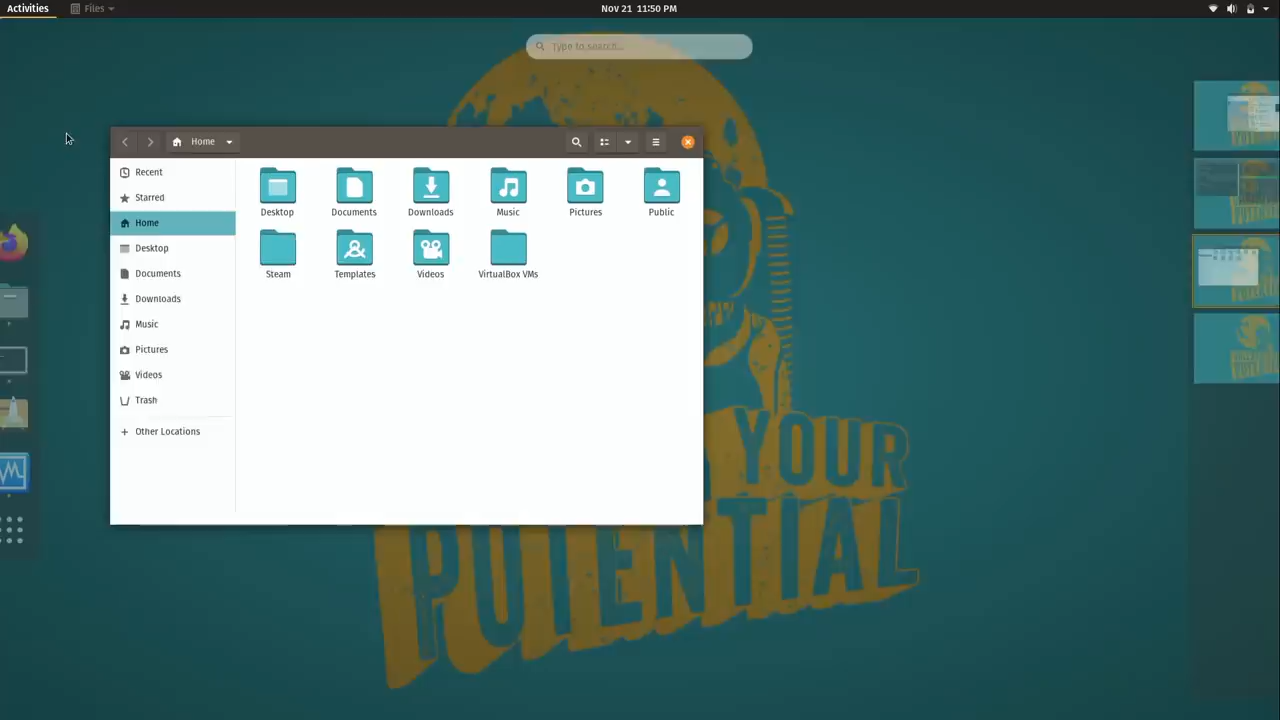 Activities
Files
Nov 21 11:50 PM
Type to search...
Home
Recent
Starred
Home
Desktop
Documents
Downloads
Music
Pictures
Videos
Trash
Other Locations
Desktop
Documents
Downloads
Music
Pictures
Public
Steam
Templates
Videos
VirtualBox VMs
YOUR
POTENTIAL